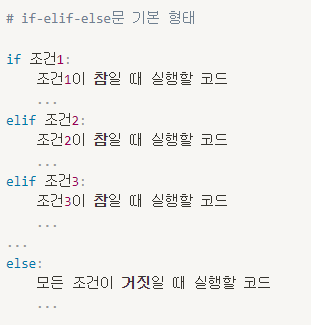 # if-elif-else문 기본 형태
if 조건1:
조건1이 참일 때 실행할 코드
...
elif 조건2:
조건2이 참일 때 실행할 코드
...
elif 조건3:
조건3이 참일 때 실행할 코드
...
...
else:
모든 조건이 거짓일 때 실행할 코드
...